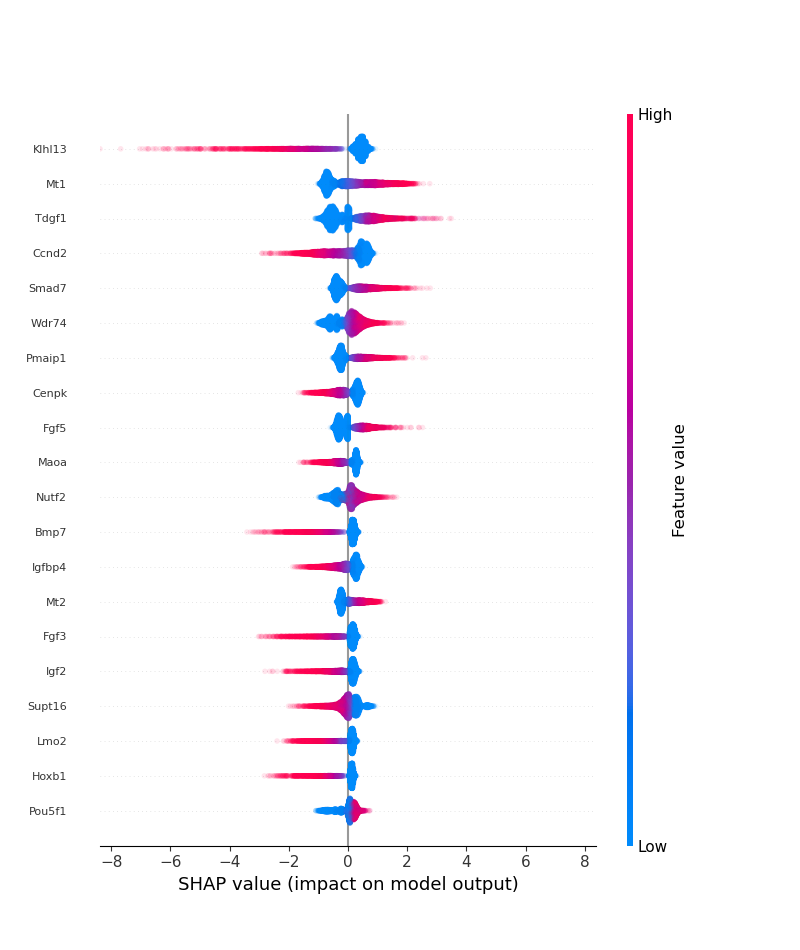 High
Klhl13
Mt1
Tdgf1
Ccnd2
Smad7
Wdr74
Pmaip1
Cenpk
Fgf5
Maoa
Nutf2
Bmp7
Igfbp4
Mt2
Fgf3
Igf2
Supt16
Lmo2
Hoxb1
Pou5f1
Feature value
Low
−8 −6 −4 −2 0 2 4 6 8
SHAP value (impact on model output)